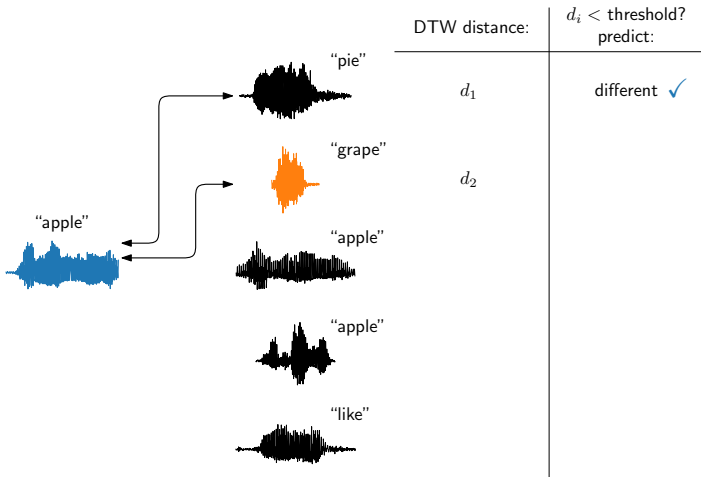 DTW distance:
$d_i <$ threshold?
predict:
“pie”
$d_1$
different ✓
“grape”
$d_2$
“apple”
“apple”
“apple”
“like”